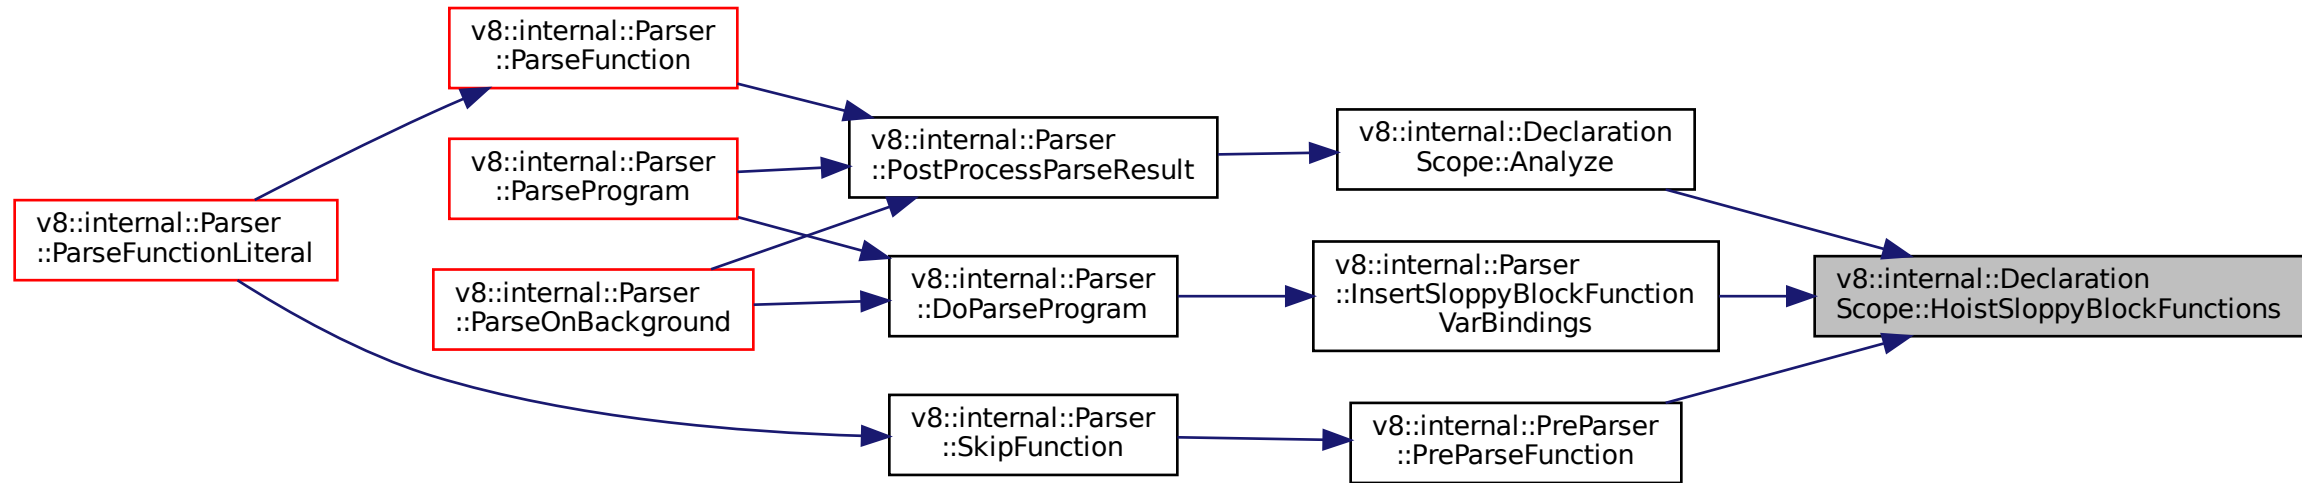 v8::internal::Parser
::ParseFunction
v8::internal::Parser
::ParseProgram
v8::internal::Parser
::ParseFunctionLiteral
v8::internal::Parser
::ParseOnBackground
v8::internal::Parser
::PostProcessParseResult
v8::internal::Parser
::DoParseProgram
v8::internal::Parser
::SkipFunction
v8::internal::Declaration
Scope::Analyze
v8::internal::Parser
::InsertSloppyBlockFunction
VarBindings
v8::internal::PreParser
::PreParseFunction
v8::internal::Declaration
Scope::HoistSloppyBlockFunctions